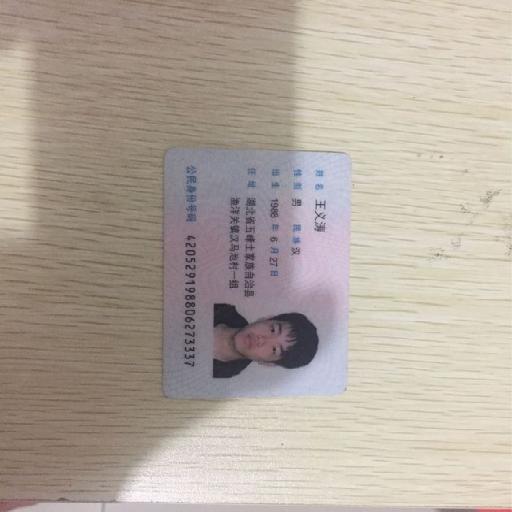 姓名 王义海
性别 男 民族 汉
出生 1988 年 6 月 27 日
住址 湖北省五峰土家族自治县
渔洋关镇汉马池村一组
公民身份号码 420529198806273337